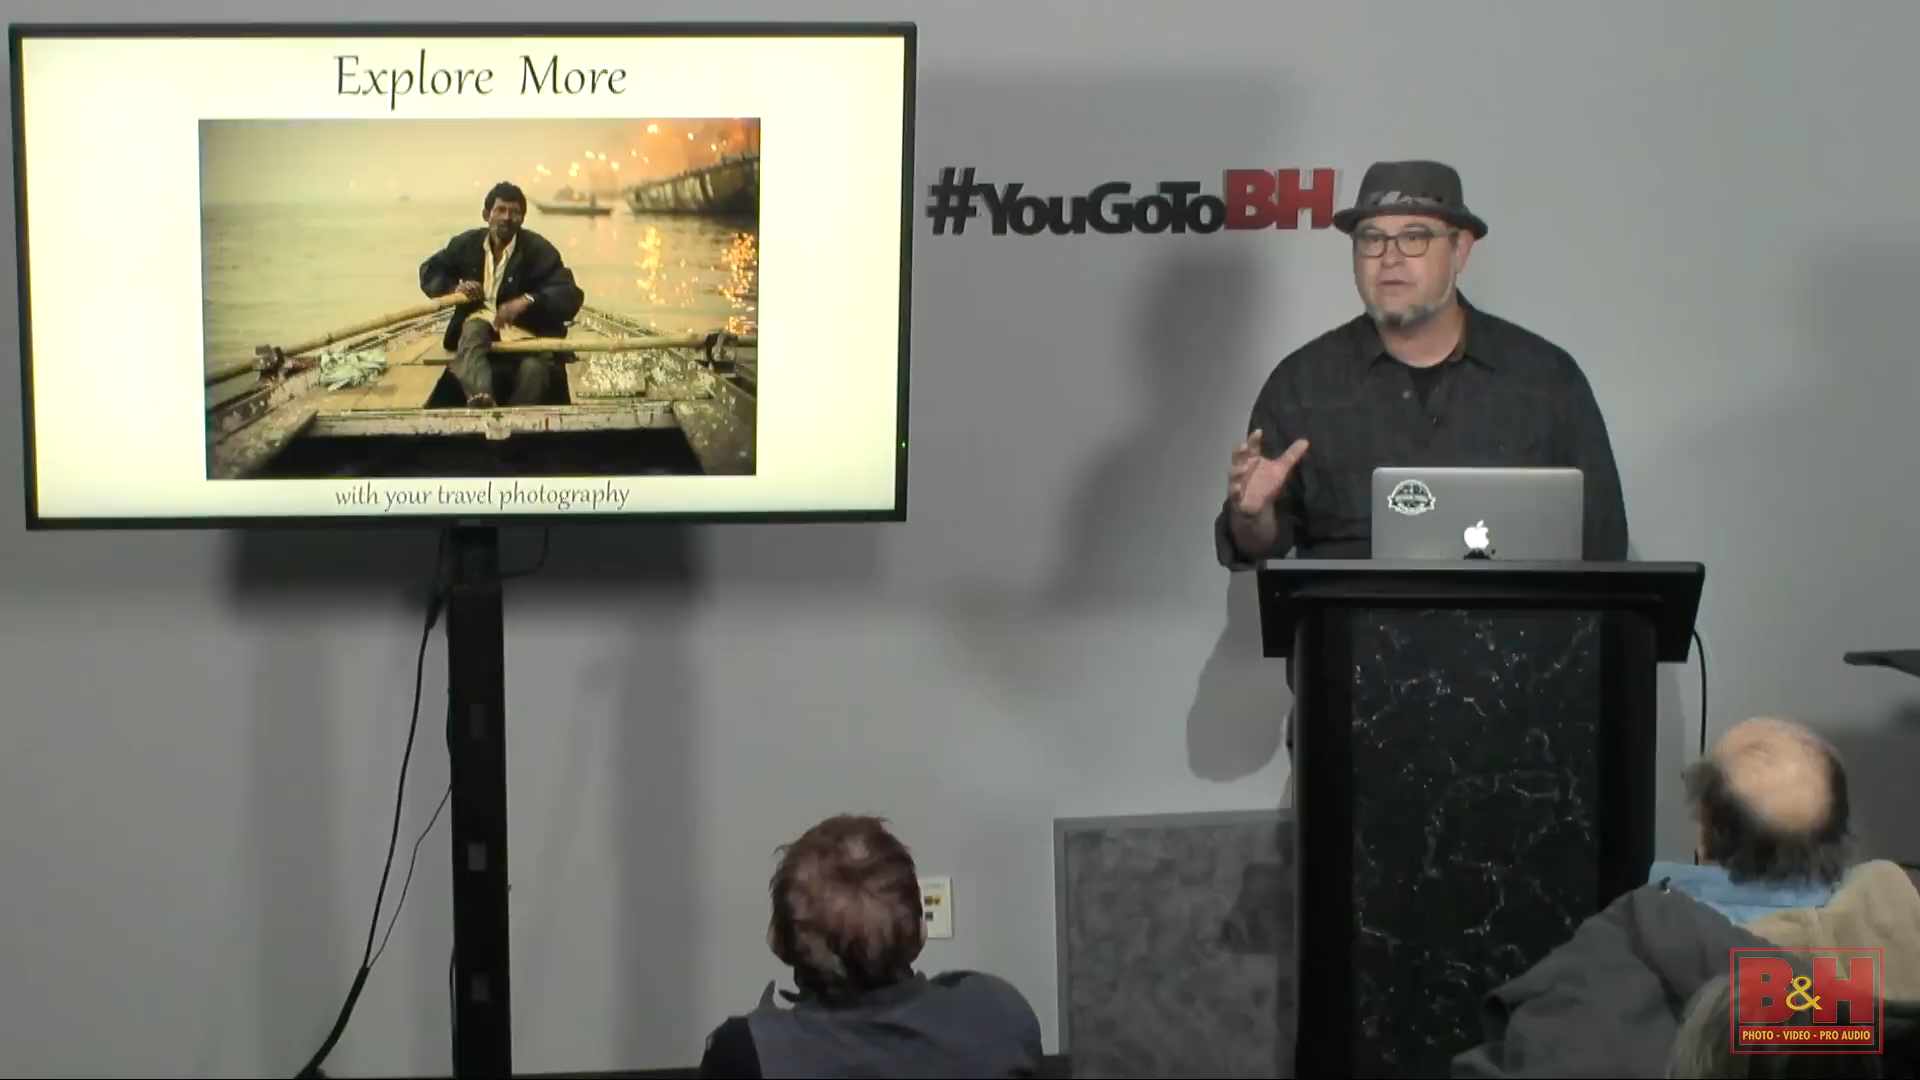 Explore More
with your travel photography
#YouGoToBH
B&H
PHOTO - VIDEO - PRO AUDIO